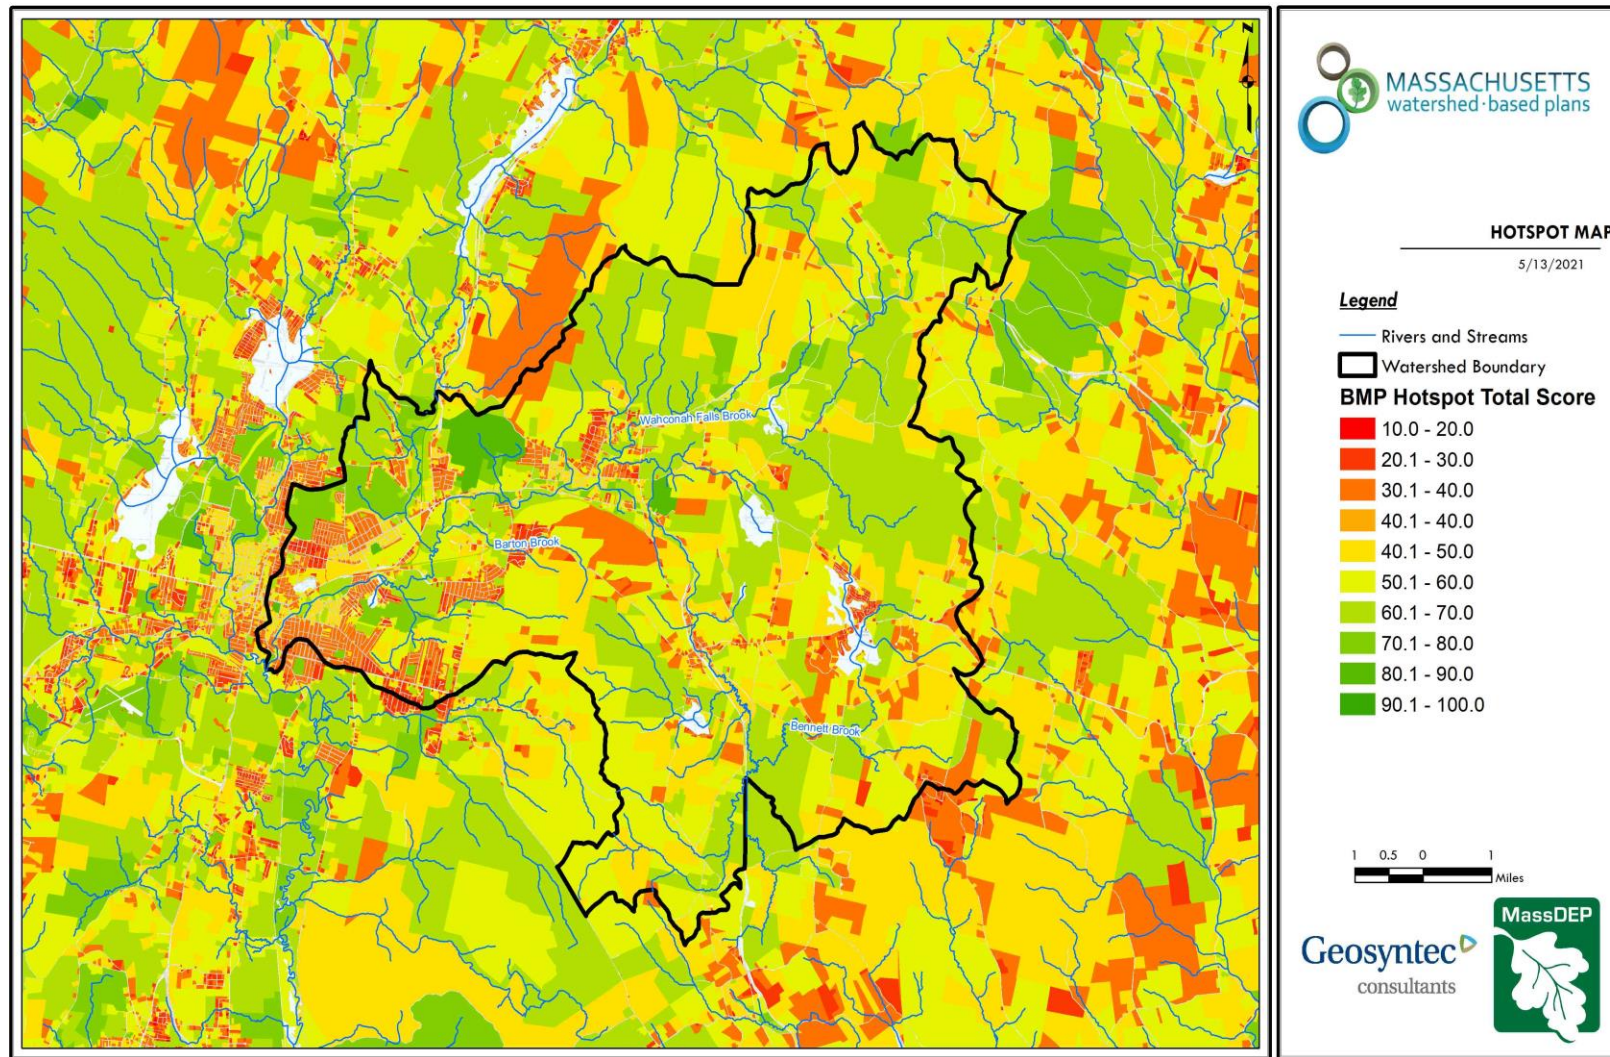 Z
Wahconah Falls Brook
Barton Brook
Bennett Brook
MASSACHUSETTS
watershed·based plans
HOTSPOT MAP
5/13/2021
Legend
Rivers and Streams
Watershed Boundary
BMP Hotspot Total Score
10.0 - 20.0
20.1 - 30.0
30.1 - 40.0
40.1 - 40.0
40.1 - 50.0
50.1 - 60.0
60.1 - 70.0
70.1 - 80.0
80.1 - 90.0
90.1 - 100.0
1 0.5 0 1
Miles
Geosyntec
consultants
MassDEP